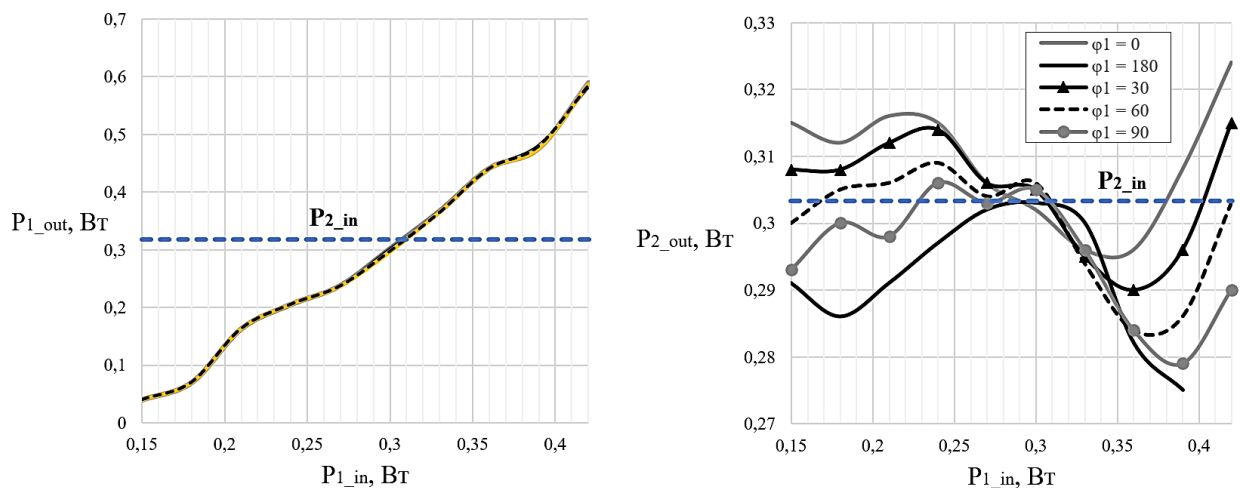 0,7
0,6
0,5
0,4
0,3
0,2
0,1
0
P1_out, Вт
P2_in
0,15
0,2
0,25
0,3
0,35
0,4
P1_in, Вт
0,33
0,32
0,31
0,3
0,29
0,28
0,27
P2_out, Вт
φ1 = 0
φ1 = 180
φ1 = 30
φ1 = 60
φ1 = 90
P2_in
0,15
0,2
0,25
0,3
0,35
0,4
P1_in, Вт